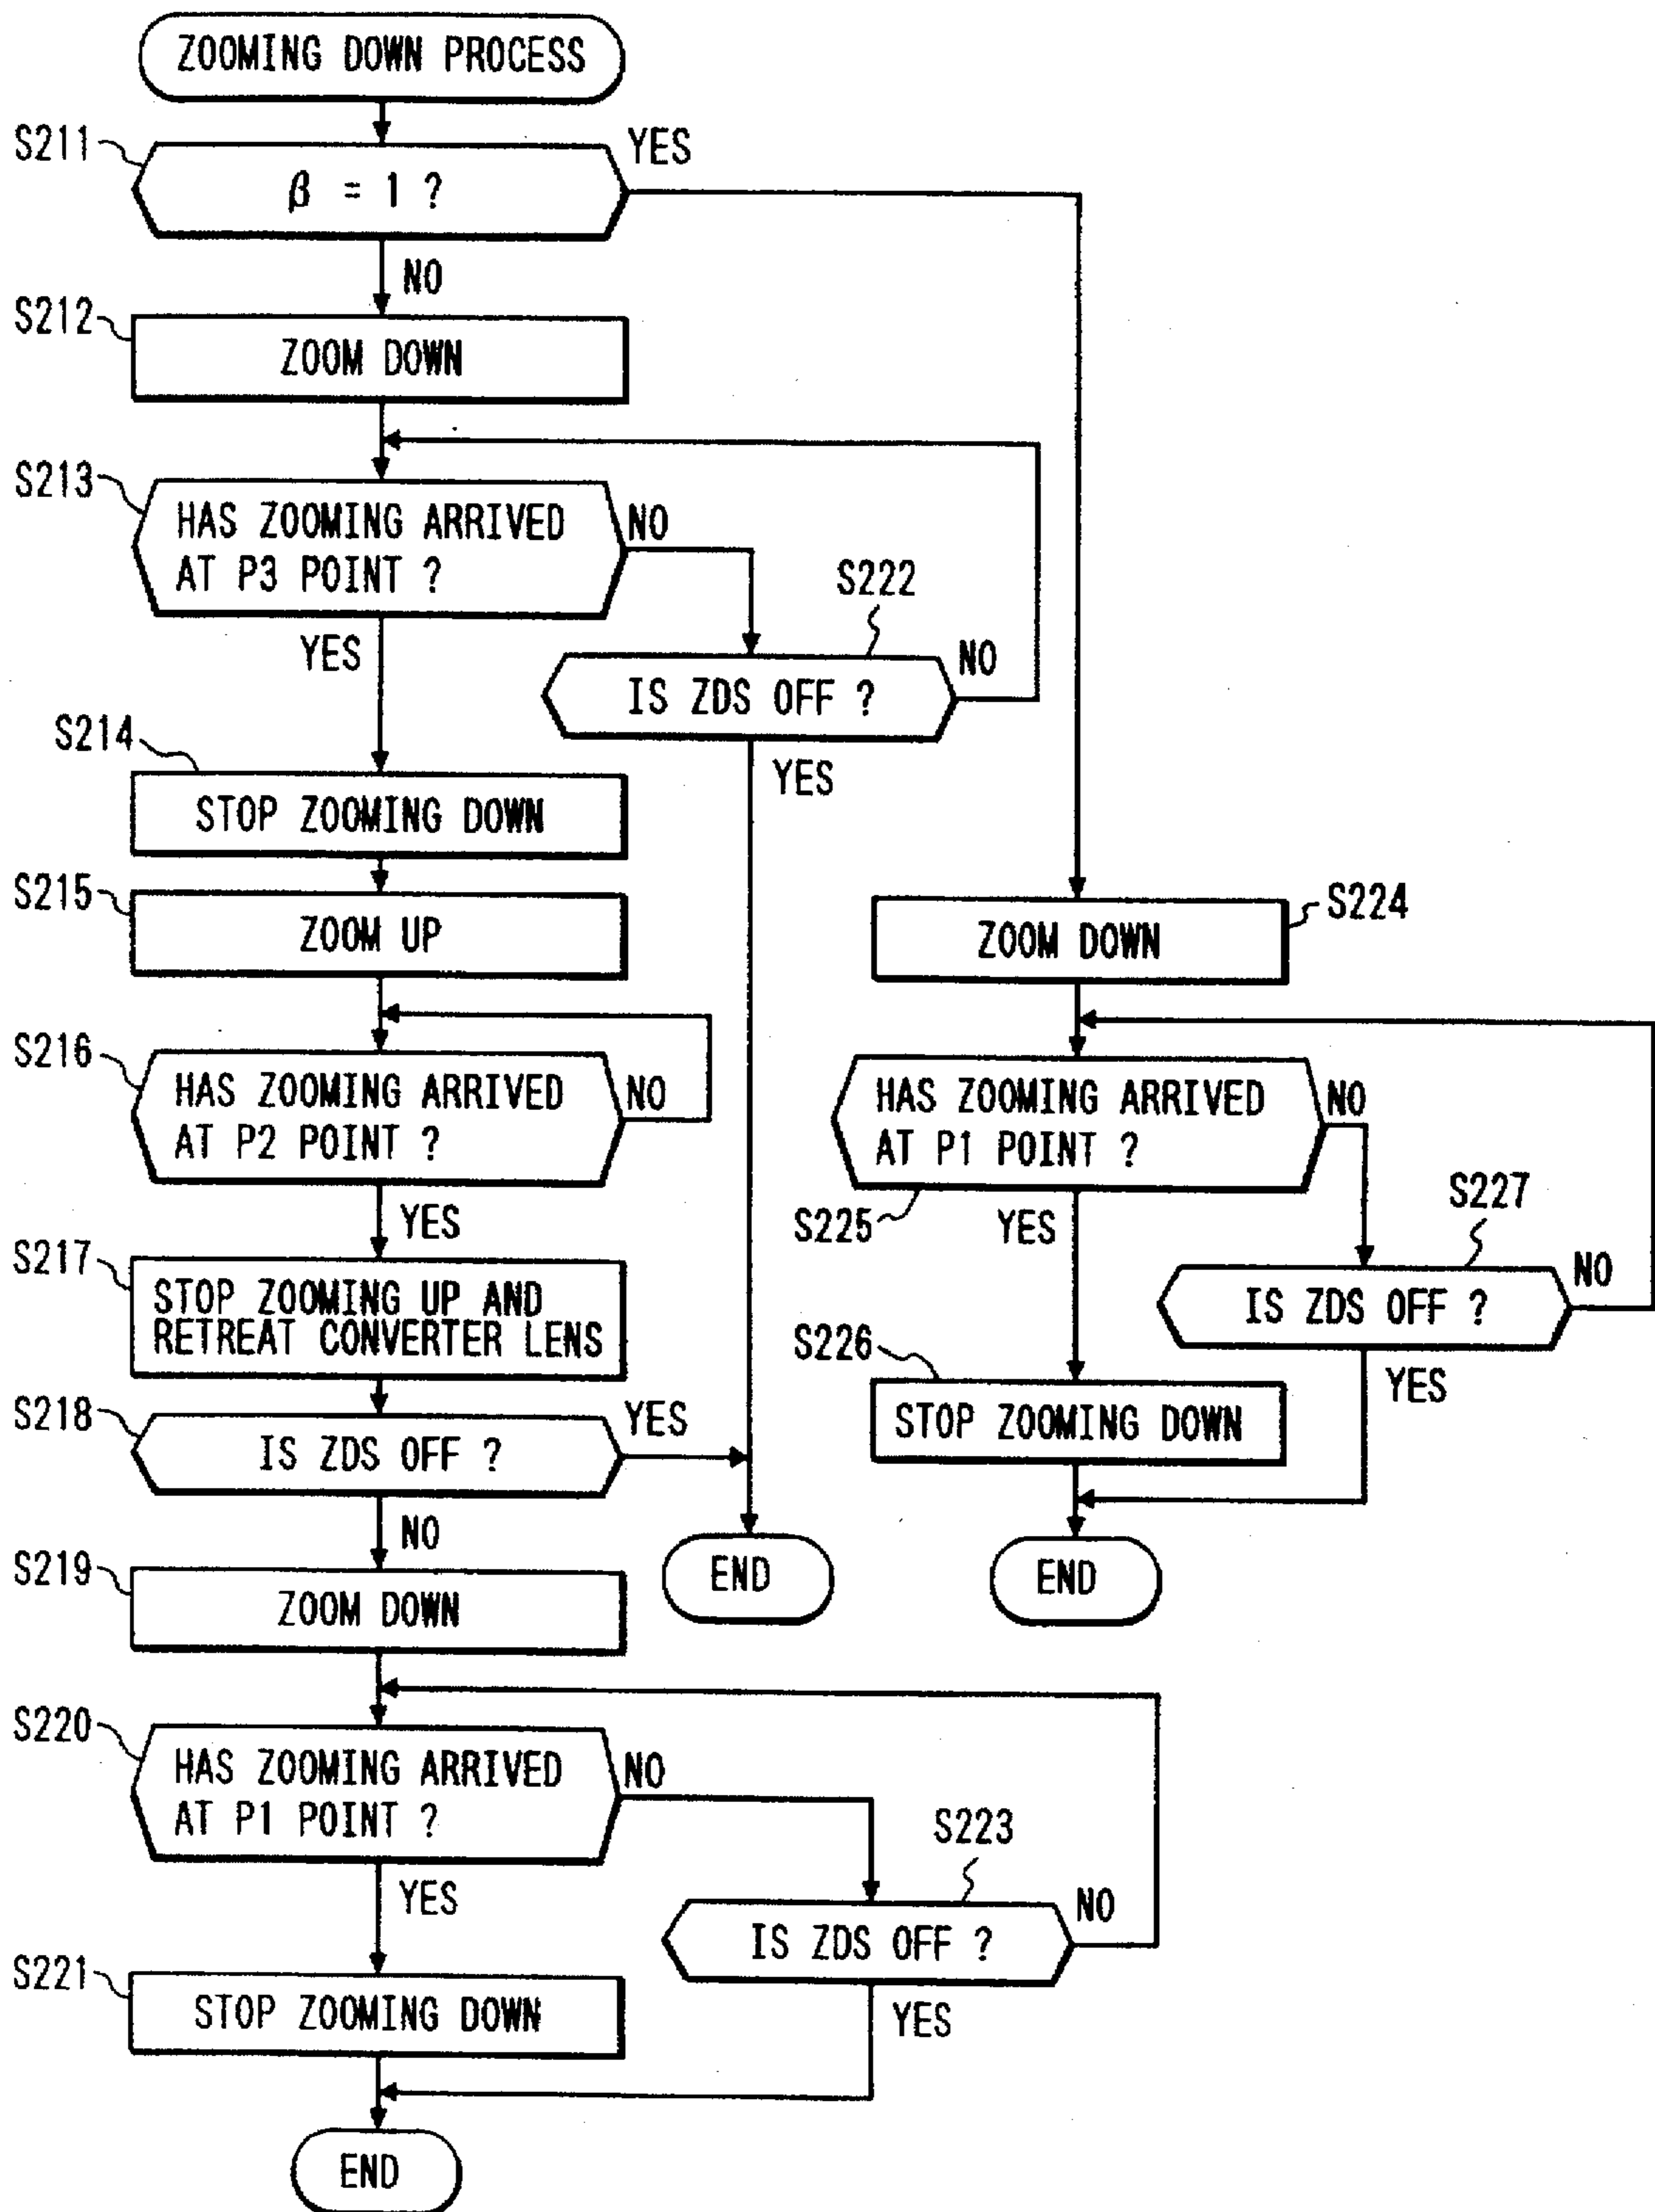 ZOOMING DOWN PROCESS
S211
β = 1 ?
YES
NO
S212
ZOOM DOWN
S213
HAS ZOOMING ARRIVED
AT P3 POINT ?
NO
YES
S222
IS ZDS OFF ?
NO
YES
S214
STOP ZOOMING DOWN
S215
ZOOM UP
S216
HAS ZOOMING ARRIVED
AT P2 POINT ?
NO
YES
S217
STOP ZOOMING UP AND
RETREAT CONVERTER LENS
S218
IS ZDS OFF ?
YES
NO
END
S219
ZOOM DOWN
S220
HAS ZOOMING ARRIVED
AT P1 POINT ?
NO
YES
S223
IS ZDS OFF ?
NO
YES
S221
STOP ZOOMING DOWN
END
S224
ZOOM DOWN
HAS ZOOMING ARRIVED
AT P1 POINT ?
NO
S225
YES
S227
IS ZDS OFF ?
NO
YES
S226
STOP ZOOMING DOWN
END